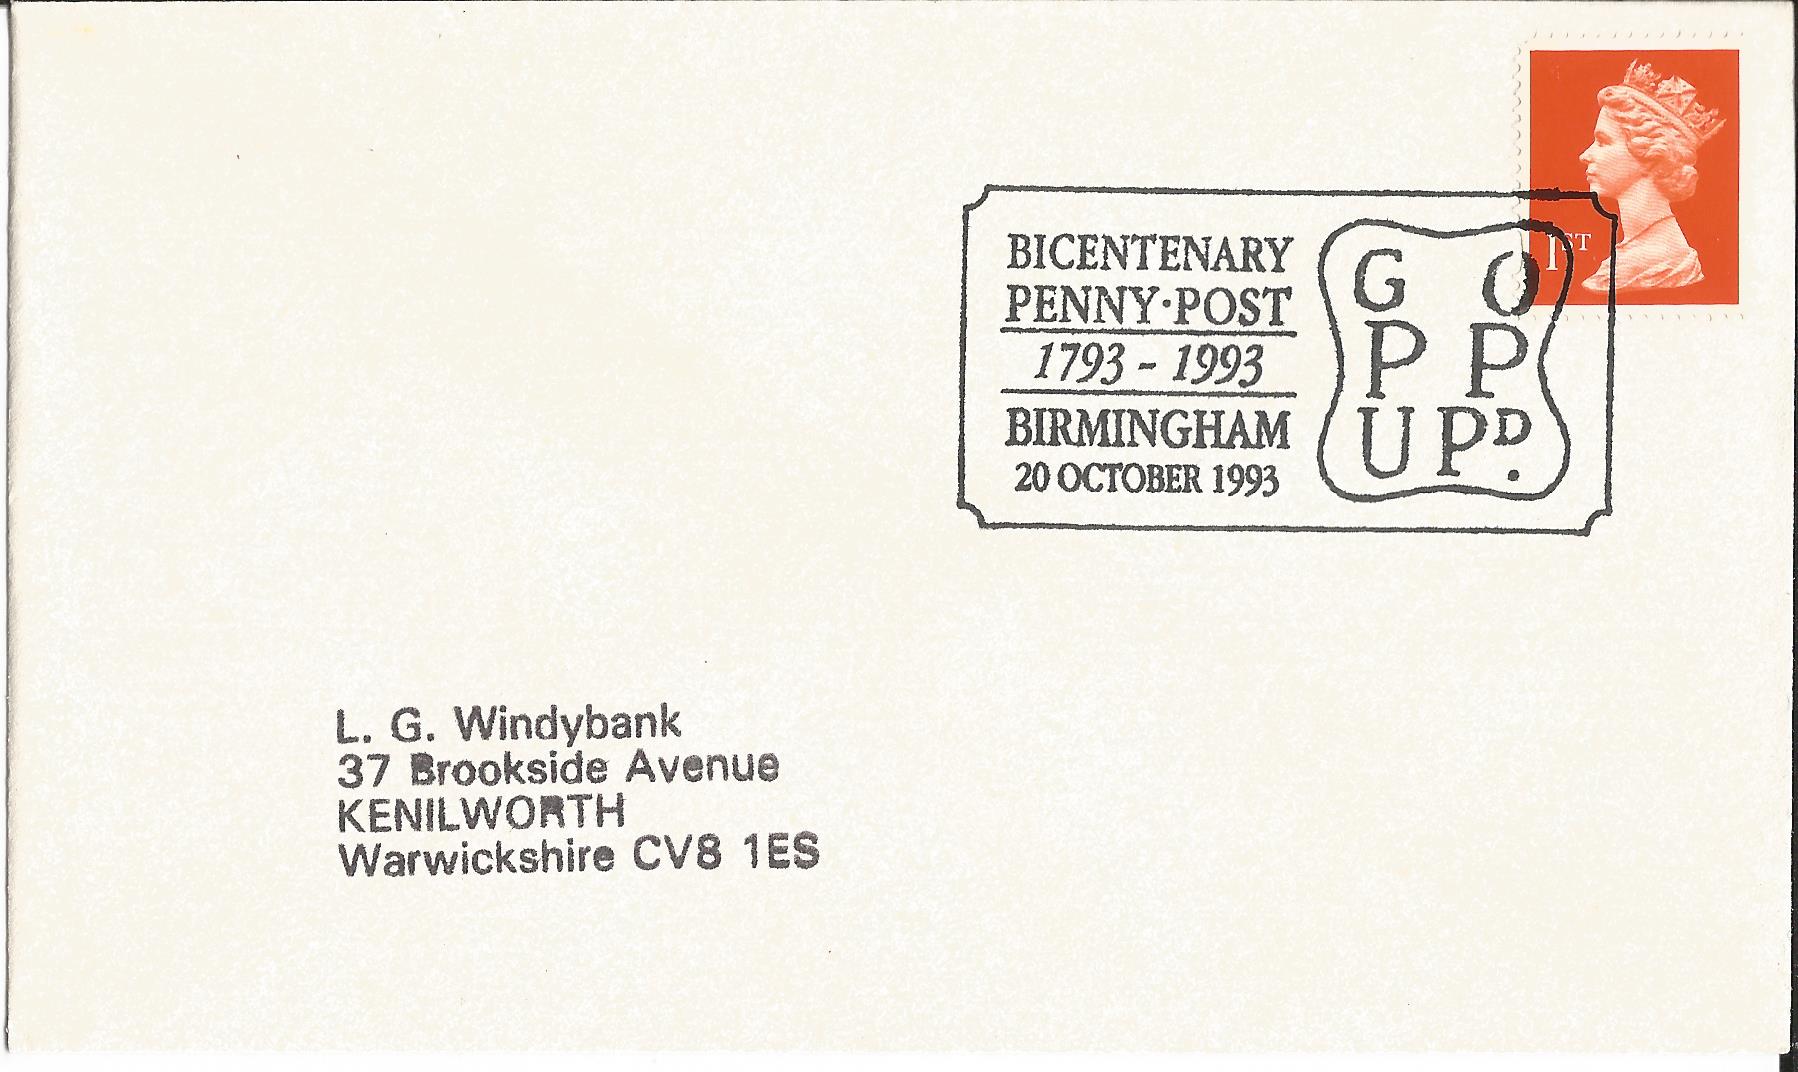 1ST
BICENTENARY
PENNY·POST
1793 - 1993
BIRMINGHAM
20 OCTOBER 1993
G O
P P
U PD.
L. G. Windybank
37 Brookside Avenue
KENILWORTH
Warwickshire CV8 1ES